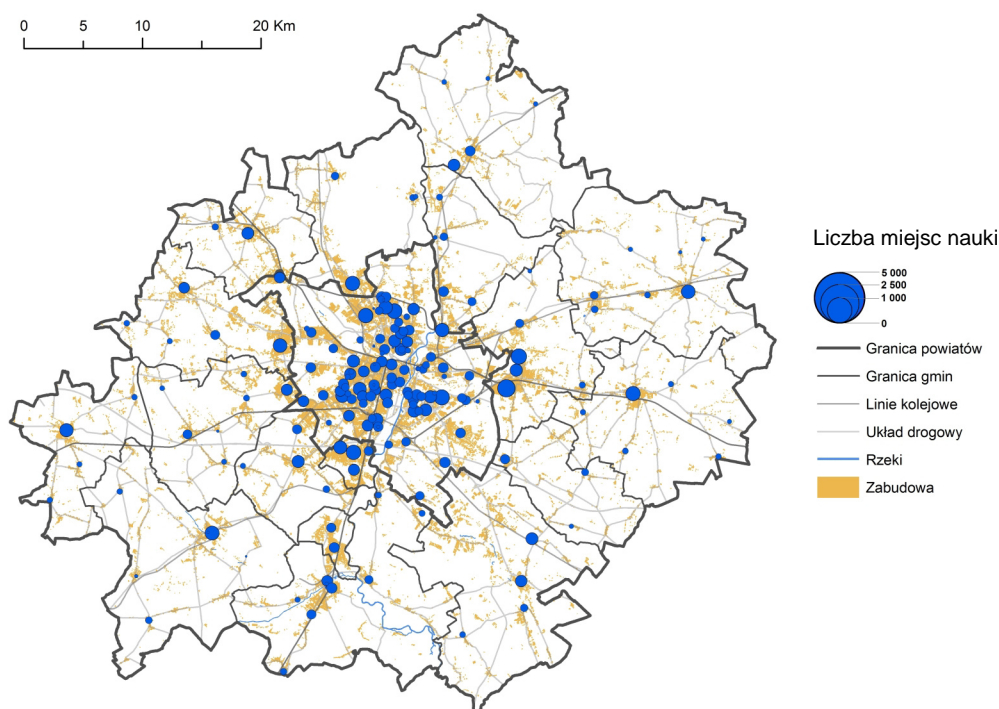 0 5 10 20 Km
Liczba miejsc nauki
5 000
2 500
1 000
0
Granica powiatów
Granica gmin
Linie kolejowe
Układ drogowy
Rzeki
Zabudowa